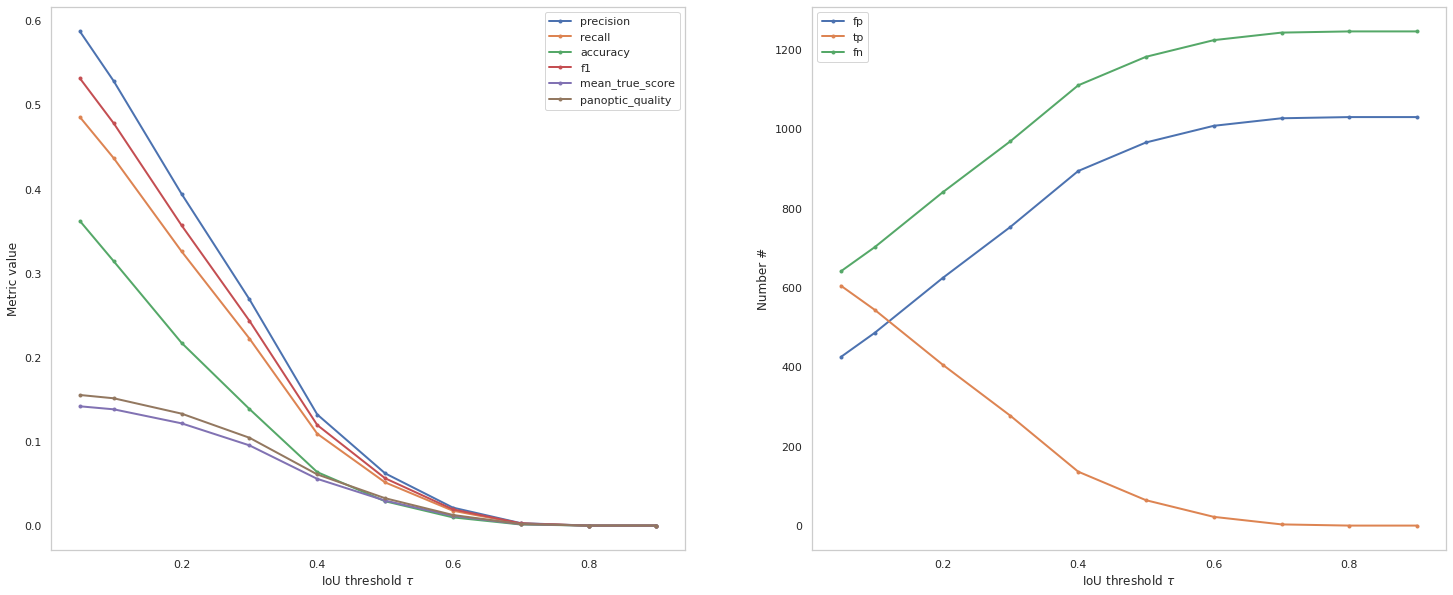 0.6
0.5
0.4
0.3
0.2
0.1
0.0
Metric value
precision
recall
accuracy
f1
mean_true_score
panoptic_quality
0.2 0.4 0.6 0.8
IoU threshold τ
1200
1000
800
600
400
200
0
Number #
fp
tp
fn
0.2 0.4 0.6 0.8
IoU threshold τ